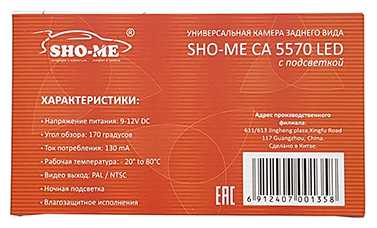 SHO-ME®
УНИВЕРСАЛЬНАЯ КАМЕРА ЗАДНЕГО ВИДА
SHO-ME CA 5570 LED
с подсветкой
ХАРАКТЕРИСТИКИ:
- Напряжение питания: 9-12V DC
- Угол обзора: 170 градусов
- Ток потребления: 130 mA
- Рабочая температура: - 20° to 80°C
- Видео выход: PAL / NTSC
- Ночная подсветка
- Влагозащитное исполнения
Адрес производственного
филиала:
611/613 Jingheng plaza,Xingfu Road
117 Guangzhou, China.
Сделано в Китае.
EAC
6 912407 001358